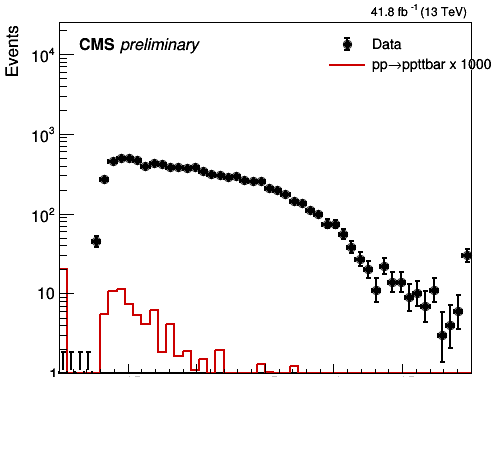 41.8 fb⁻¹ (13 TeV)
CMS preliminary
Data
pp→ppttbar x 1000
Events
10⁴
10³
10²
10
1